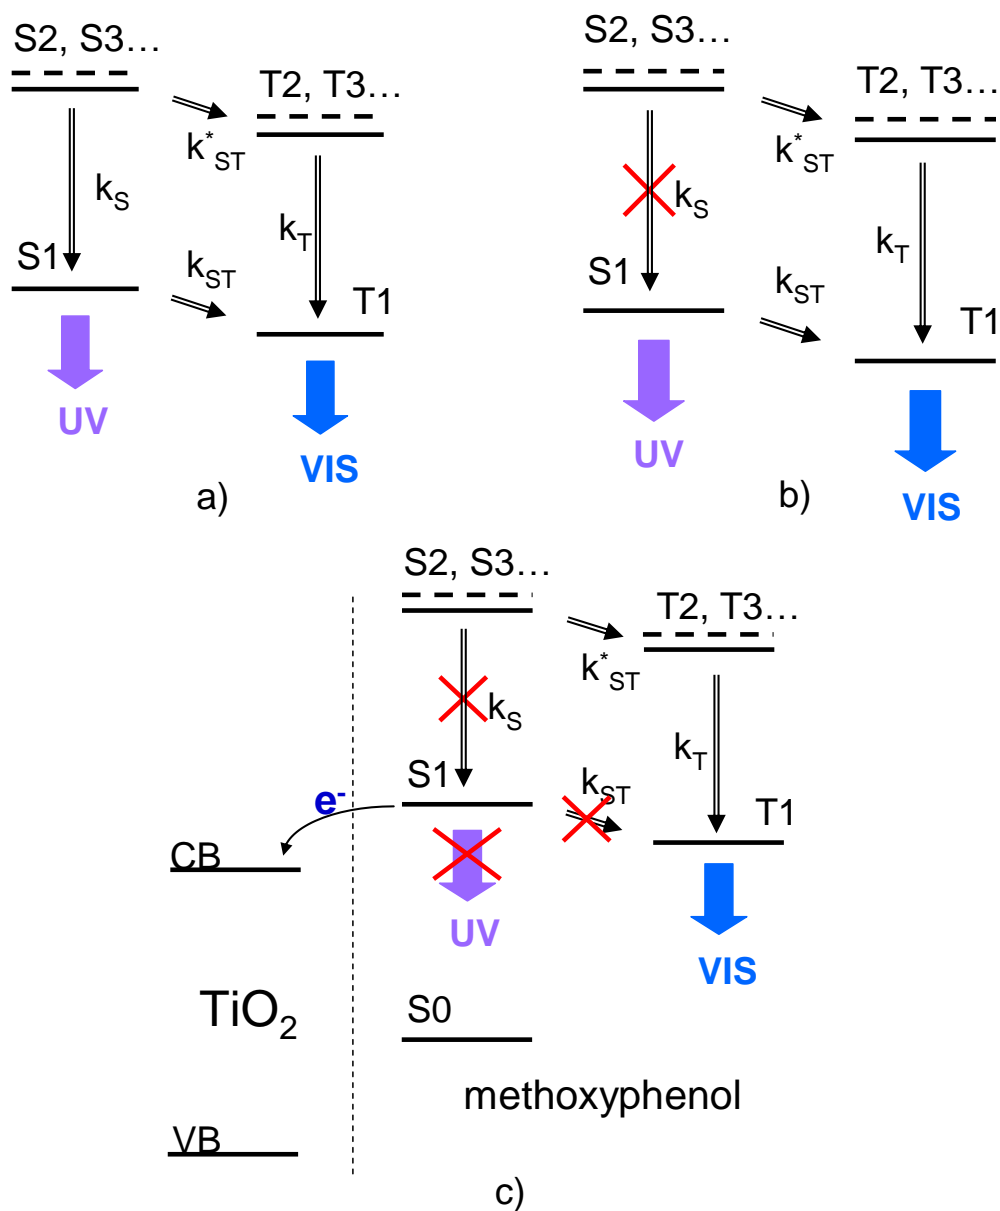 S2, S3…
T2, T3…
k*ST
kS
S1
kST
kT
T1
UV
VIS
a)
S2, S3…
T2, T3…
k*ST
kS
kT
S1
kST
T1
UV
VIS
b)
S2, S3…
T2, T3…
k*ST
kS
kT
S1
kST
T1
e-
CB
UV
VIS
TiO2
S0
methoxyphenol
VB
c)